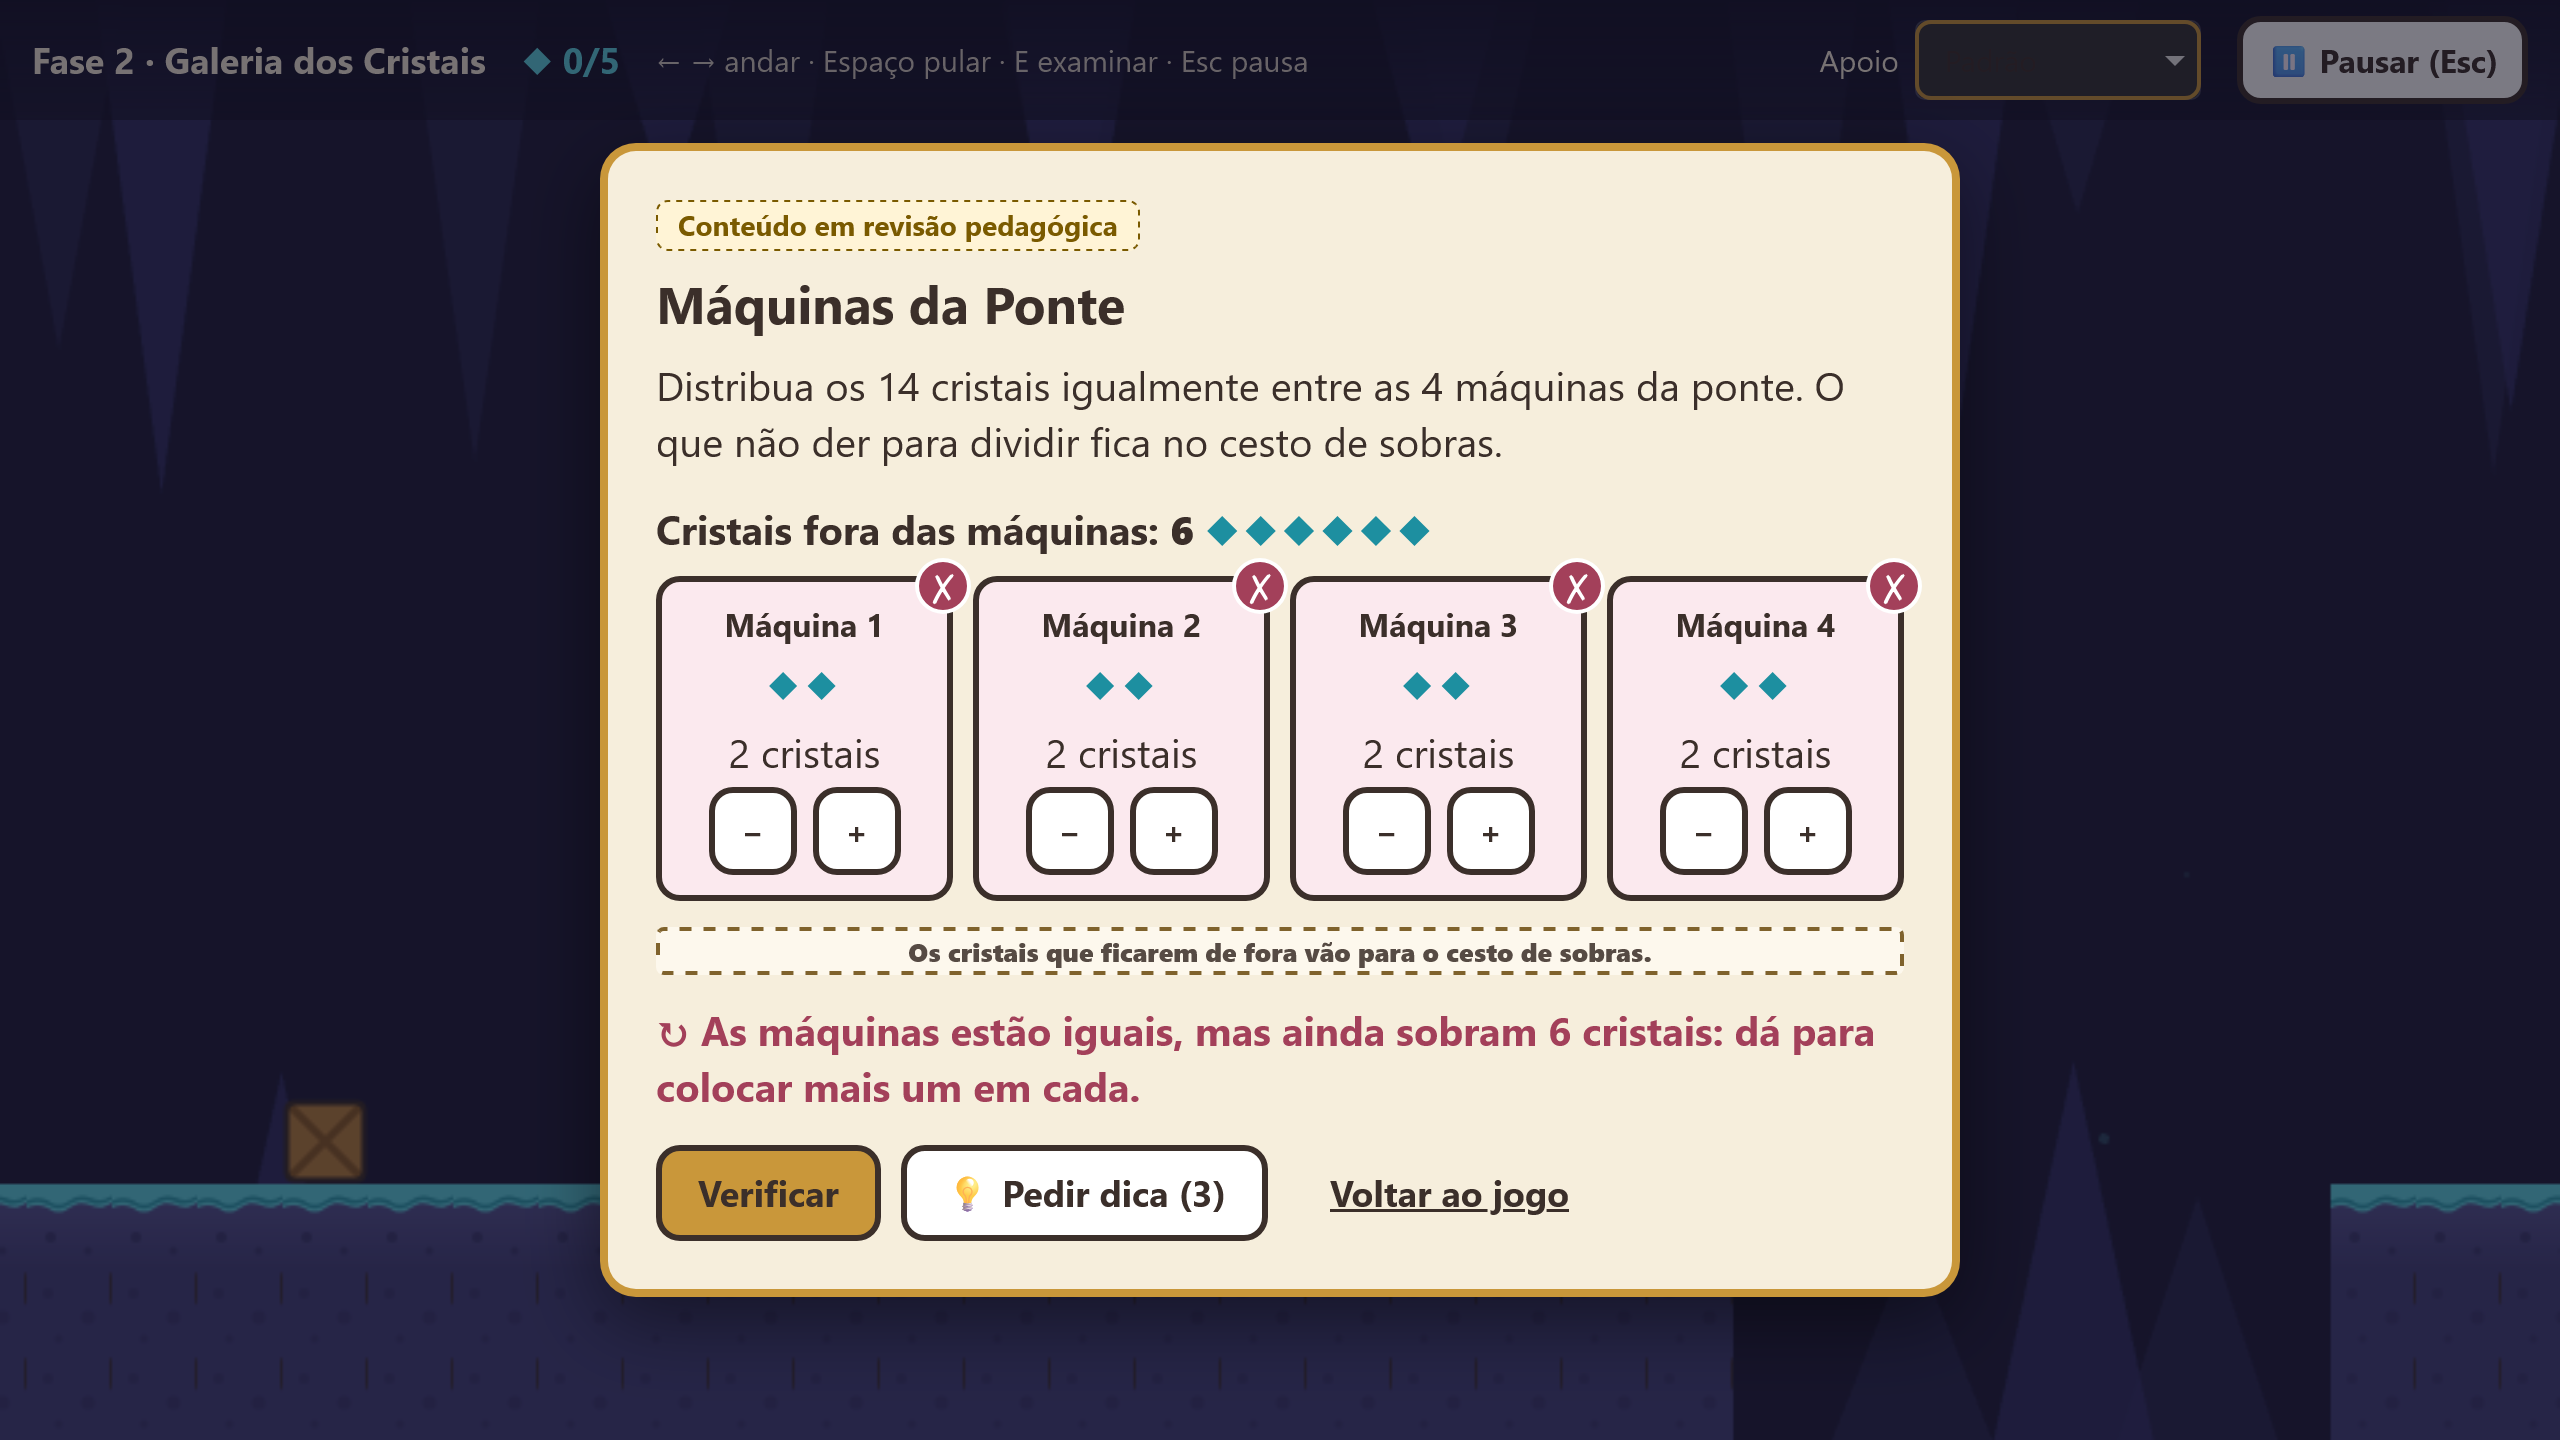 Fase 2 · Galeria dos Cristais ◆ 0/5 ← → andar · Espaço pular · E examinar · Esc pausa Apoio ⏸ Pausar (Esc)
Conteúdo em revisão pedagógica
Máquinas da Ponte
Distribua os 14 cristais igualmente entre as 4 máquinas da ponte. O
que não der para dividir fica no cesto de sobras.
Cristais fora das máquinas: 6 ◆◆◆◆◆◆
✗ ✗ ✗ ✗
Máquina 1 Máquina 2 Máquina 3 Máquina 4
◆◆ ◆◆ ◆◆ ◆◆
2 cristais 2 cristais 2 cristais 2 cristais
− + − + − + − +
Os cristais que ficarem de fora vão para o cesto de sobras.
↻ As máquinas estão iguais, mas ainda sobram 6 cristais: dá para
colocar mais um em cada.
Verificar 💡 Pedir dica (3) Voltar ao jogo